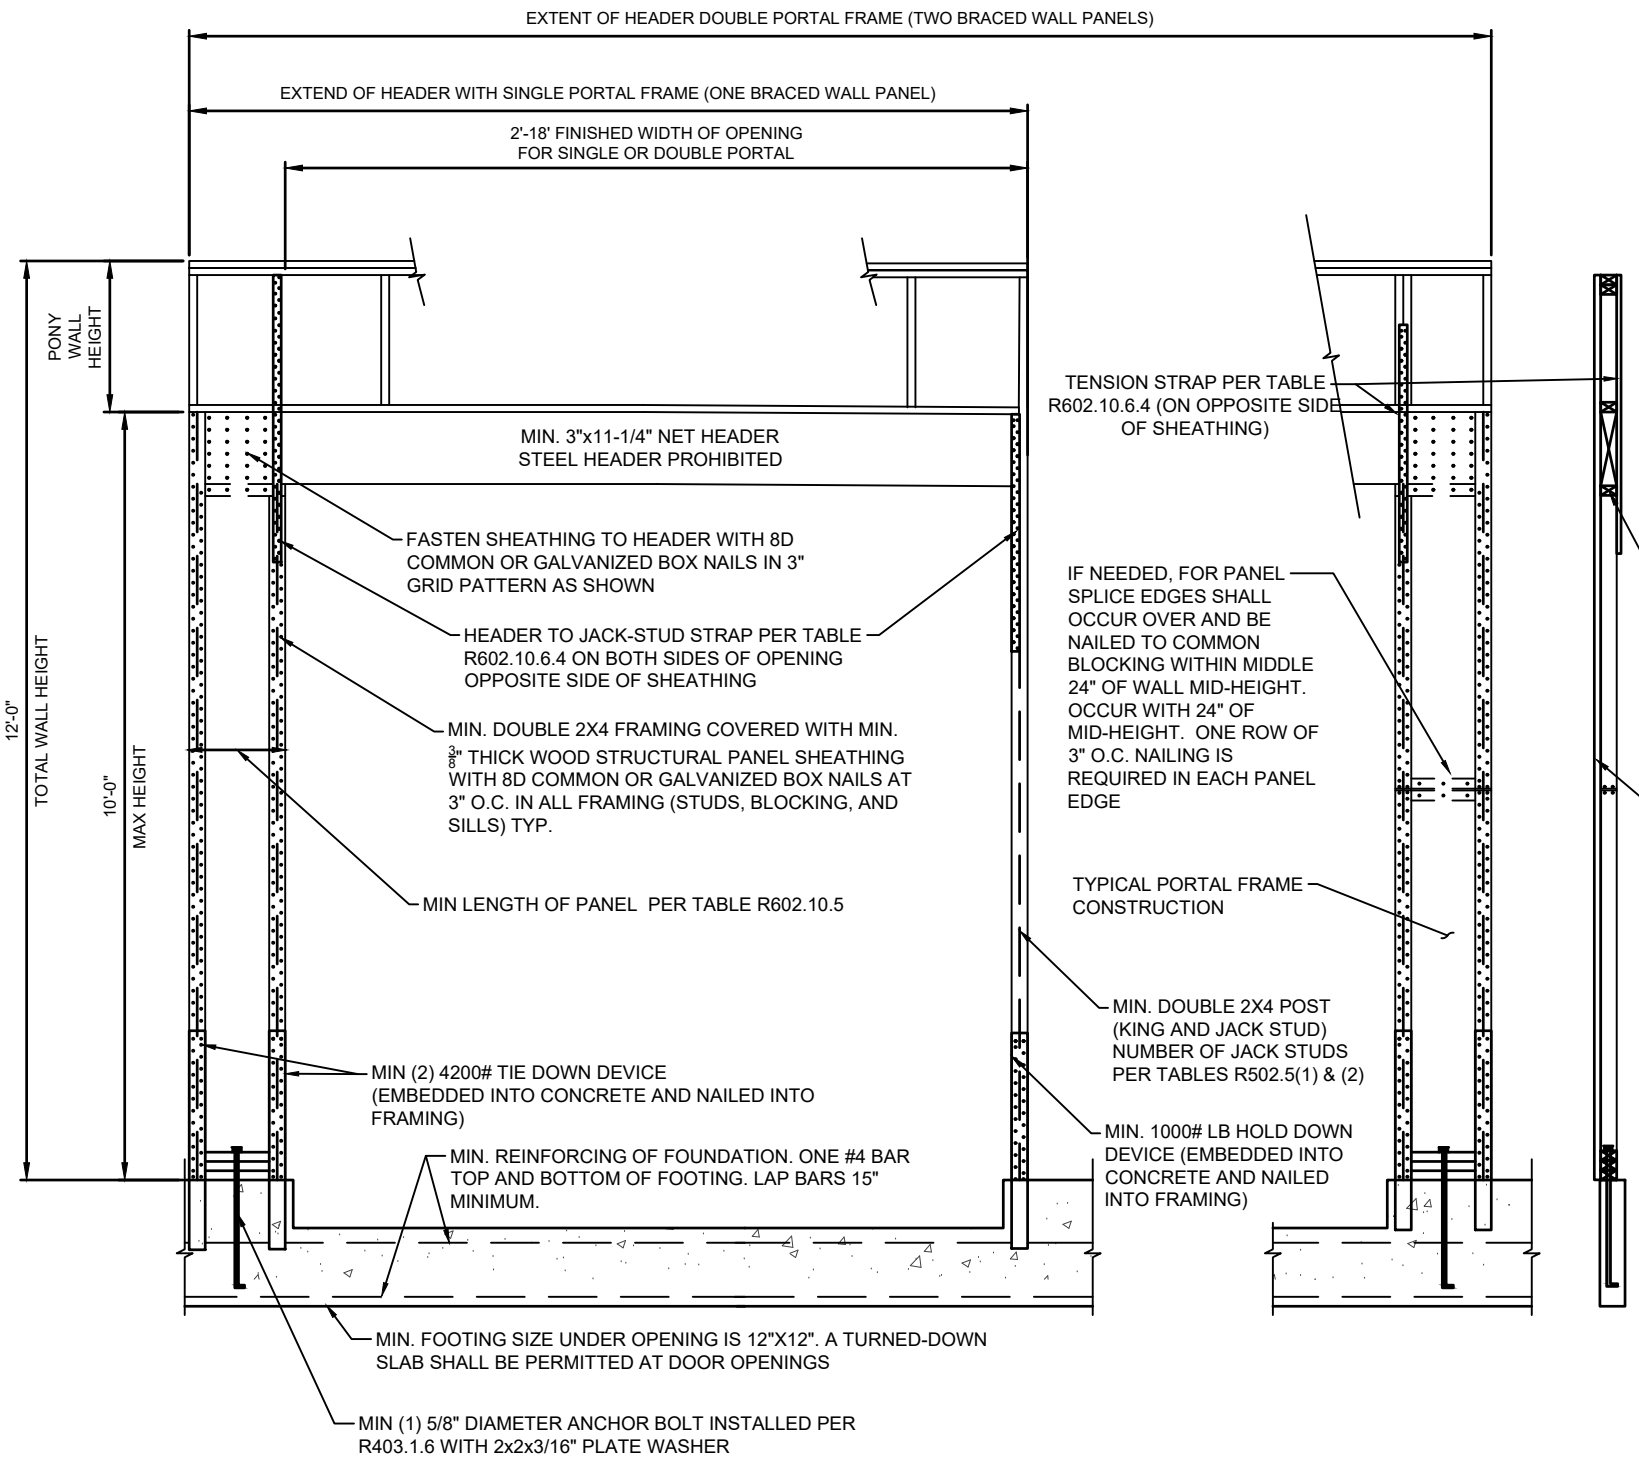 EXTENT OF HEADER DOUBLE PORTAL FRAME (TWO BRACED WALL PANELS)
EXTEND OF HEADER WITH SINGLE PORTAL FRAME (ONE BRACED WALL PANEL)
2'-18' FINISHED WIDTH OF OPENING
FOR SINGLE OR DOUBLE PORTAL
PONY
WALL
HEIGHT
12'-0"
TOTAL WALL HEIGHT
10'-0"
MAX HEIGHT
MIN. 3"x11-1/4" NET HEADER
STEEL HEADER PROHIBITED
TENSION STRAP PER TABLE
R602.10.6.4 (ON OPPOSITE SIDE
OF SHEATHING)
FASTEN SHEATHING TO HEADER WITH 8D
COMMON OR GALVANIZED BOX NAILS IN 3"
GRID PATTERN AS SHOWN
HEADER TO JACK-STUD STRAP PER TABLE
R602.10.6.4 ON BOTH SIDES OF OPENING
OPPOSITE SIDE OF SHEATHING
IF NEEDED, FOR PANEL
SPLICE EDGES SHALL
OCCUR OVER AND BE
NAILED TO COMMON
BLOCKING WITHIN MIDDLE
24" OF WALL MID-HEIGHT.
OCCUR WITH 24" OF
MID-HEIGHT.  ONE ROW OF
3" O.C. NAILING IS
REQUIRED IN EACH PANEL
EDGE
MIN. DOUBLE 2X4 FRAMING COVERED WITH MIN.
3/8" THICK WOOD STRUCTURAL PANEL SHEATHING
WITH 8D COMMON OR GALVANIZED BOX NAILS AT
3" O.C. IN ALL FRAMING (STUDS, BLOCKING, AND
SILLS) TYP.
MIN LENGTH OF PANEL  PER TABLE R602.10.5
TYPICAL PORTAL FRAME
CONSTRUCTION
MIN. DOUBLE 2X4 POST
(KING AND JACK STUD)
NUMBER OF JACK STUDS
PER TABLES R502.5(1) & (2)
MIN (2) 4200# TIE DOWN DEVICE
(EMBEDDED INTO CONCRETE AND NAILED INTO
FRAMING)
MIN. 1000# LB HOLD DOWN
DEVICE (EMBEDDED INTO
CONCRETE AND NAILED
INTO FRAMING)
MIN. REINFORCING OF FOUNDATION. ONE #4 BAR
TOP AND BOTTOM OF FOOTING. LAP BARS 15"
MINIMUM.
MIN. FOOTING SIZE UNDER OPENING IS 12"X12". A TURNED-DOWN
SLAB SHALL BE PERMITTED AT DOOR OPENINGS
MIN (1) 5/8" DIAMETER ANCHOR BOLT INSTALLED PER
R403.1.6 WITH 2x2x3/16" PLATE WASHER